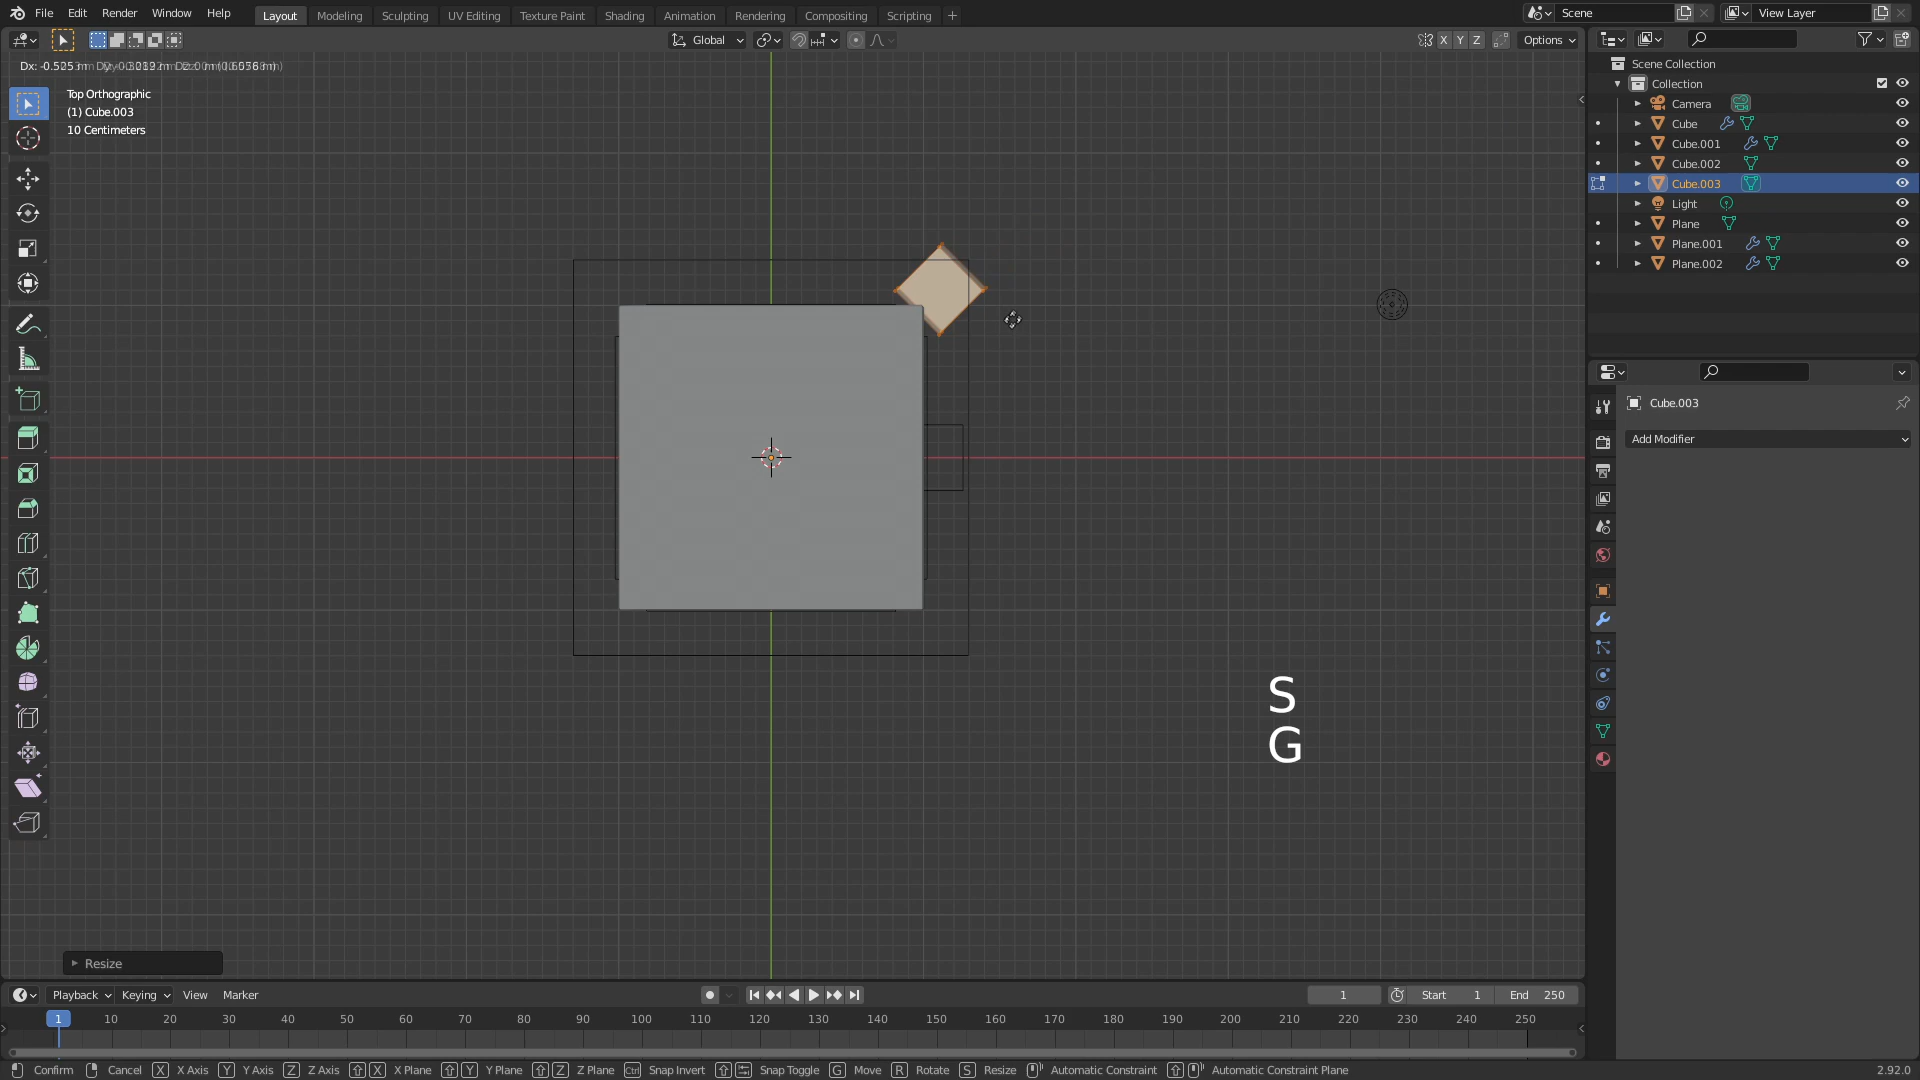 File Edit Render Window Help Layout Modeling Sculpting UV Editing Texture Paint Shading Animation Rendering Compositing Scripting + Scene View Layer
Global X Y Z Options
Top Orthographic
(1) Cube.003
10 Centimeters
Scene Collection
Collection
Camera
Cube
Cube.001
Cube.002
Cube.003
Light
Plane
Plane.001
Plane.002
Cube.003
Add Modifier
S
G
Resize
Playback Keying View Marker 1 Start 1 End 250
1 10 20 30 40 50 60 70 80 90 100 110 120 130 140 150 160 170 180 190 200 210 220 230 240 250
Confirm Cancel X X Axis Y Y Axis Z Z Axis X X Plane Y Y Plane Z Z Plane Ctrl Snap Invert Snap Toggle G Move R Rotate S Resize Automatic Constraint Automatic Constraint Plane 2.92.0